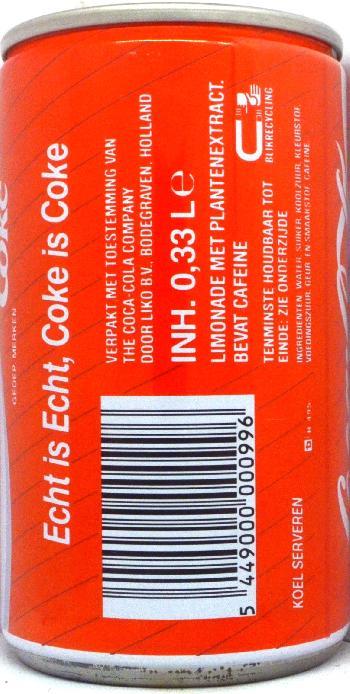 Coke
GEDEP. MERKEN
Echt is Echt, Coke is Coke
VERPAKT MET TOESTEMMING VAN
THE COCA-COLA COMPANY
DOOR LIKO B.V., BODEGRAVEN, HOLLAND
INH. 0,33 L ℮
LIMONADE MET PLANTENEXTRACT.
BEVAT CAFEINE
BLIKRECYCLING
TENMINSTE HOUDBAAR TOT
EINDE: ZIE ONDERZIJDE
INGREDIENTEN: WATER, SUIKER, KOOLZUUR, KLEURSTOF,
VOEDINGSZUUR, GEUR- EN SMAAKSTOF, CAFEINE
5 449000 000996
KOEL SERVEREN